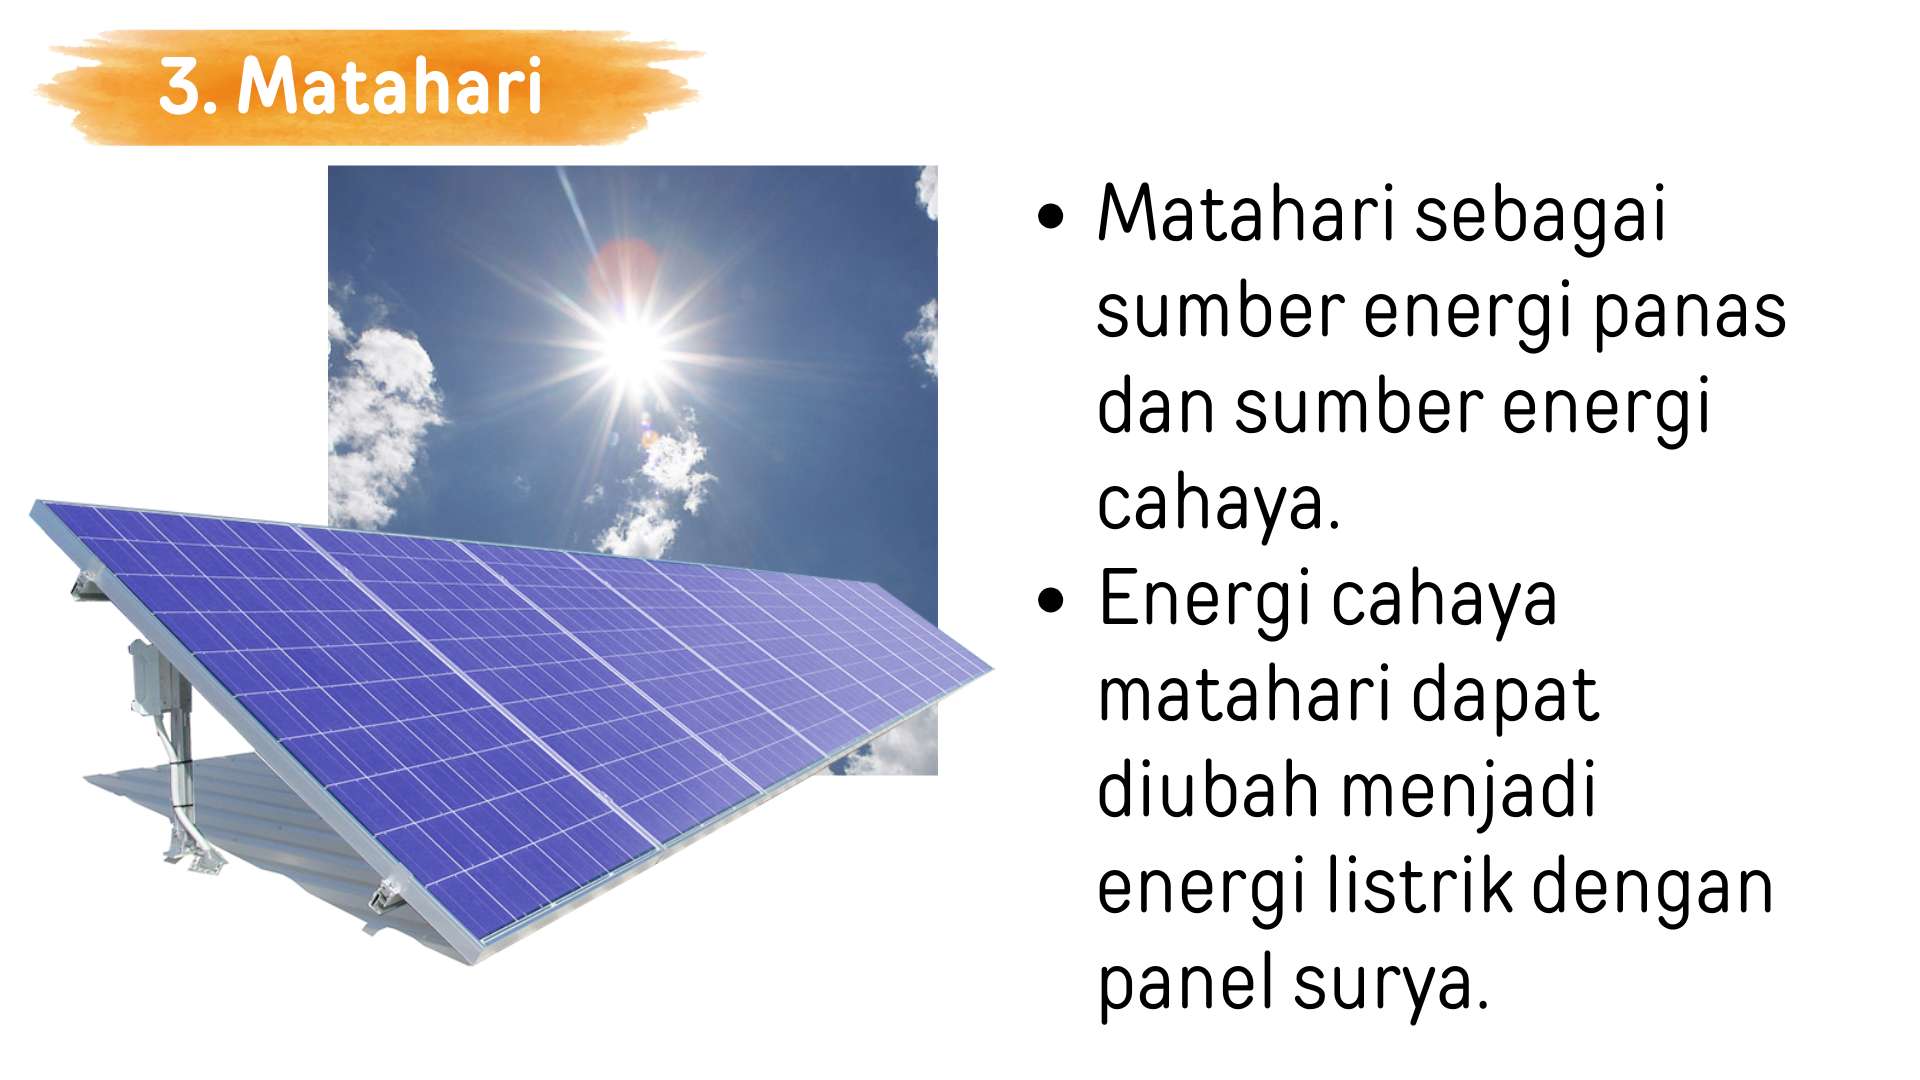 3. Matahari
• Matahari sebagai
sumber energi panas
dan sumber energi
cahaya.
• Energi cahaya
matahari dapat
diubah menjadi
energi listrik dengan
panel surya.